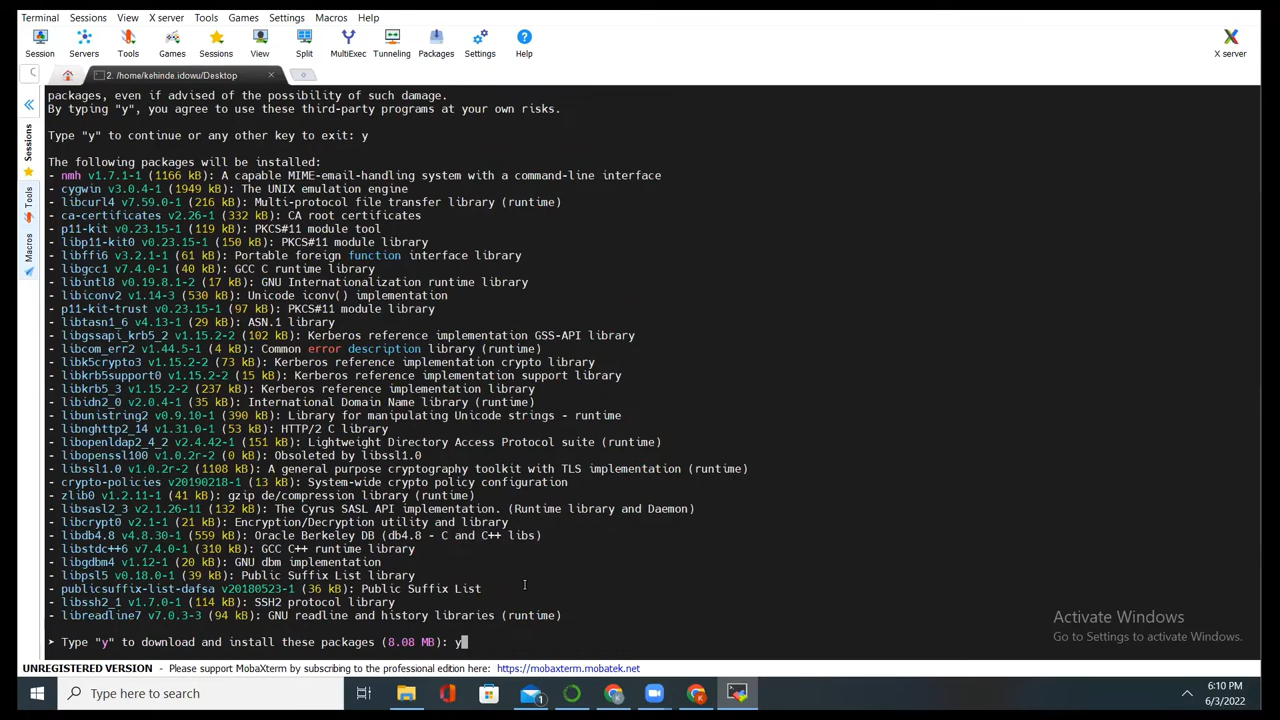 Terminal Sessions View X server Tools Games Settings Macros Help
Session Servers Tools Games Sessions View Split MultiExec Tunneling Packages Settings Help X server
2. /home/kehinde.idowu/Desktop
Sessions
Tools
Macros
packages, even if advised of the possibility of such damage.
By typing "y", you agree to use these third-party programs at your own risks.
Type "y" to continue or any other key to exit: y
The following packages will be installed:
- nmh v1.7.1-1 (1166 kB): A capable MIME-email-handling system with a command-line interface
- cygwin v3.0.4-1 (1949 kB): The UNIX emulation engine
- libcurl4 v7.59.0-1 (216 kB): Multi-protocol file transfer library (runtime)
- ca-certificates v2.26-1 (332 kB): CA root certificates
- p11-kit v0.23.15-1 (119 kB): PKCS#11 module tool
- libp11-kit0 v0.23.15-1 (150 kB): PKCS#11 module library
- libffi6 v3.2.1-1 (61 kB): Portable foreign function interface library
- libgcc1 v7.4.0-1 (40 kB): GCC C runtime library
- libintl8 v0.19.8.1-2 (17 kB): GNU Internationalization runtime library
- libiconv2 v1.14-3 (530 kB): Unicode iconv() implementation
- p11-kit-trust v0.23.15-1 (97 kB): PKCS#11 module library
- libtasn1_6 v4.13-1 (29 kB): ASN.1 library
- libgssapi_krb5_2 v1.15.2-2 (102 kB): Kerberos reference implementation GSS-API library
- libcom_err2 v1.44.5-1 (4 kB): Common error description library (runtime)
- libk5crypto3 v1.15.2-2 (73 kB): Kerberos reference implementation crypto library
- libkrb5support0 v1.15.2-2 (15 kB): Kerberos reference implementation support library
- libkrb5_3 v1.15.2-2 (237 kB): Kerberos reference implementation library
- libidn2_0 v2.0.4-1 (35 kB): International Domain Name library (runtime)
- libunistring2 v0.9.10-1 (390 kB): Library for manipulating Unicode strings - runtime
- libnghttp2_14 v1.31.0-1 (53 kB): HTTP/2 C library
- libopenldap2_4_2 v2.4.42-1 (151 kB): Lightweight Directory Access Protocol suite (runtime)
- libopenssl100 v1.0.2r-2 (0 kB): Obsoleted by libssl1.0
- libssl1.0 v1.0.2r-2 (1108 kB): A general purpose cryptography toolkit with TLS implementation (runtime)
- crypto-policies v20190218-1 (13 kB): System-wide crypto policy configuration
- zlib0 v1.2.11-1 (41 kB): gzip de/compression library (runtime)
- libsasl2_3 v2.1.26-11 (132 kB): The Cyrus SASL API implementation. (Runtime library and Daemon)
- libcrypt0 v2.1-1 (21 kB): Encryption/Decryption utility and library
- libdb4.8 v4.8.30-1 (559 kB): Oracle Berkeley DB (db4.8 - C and C++ libs)
- libstdc++6 v7.4.0-1 (310 kB): GCC C++ runtime library
- libgdbm4 v1.12-1 (20 kB): GNU dbm implementation
- libpsl5 v0.18.0-1 (39 kB): Public Suffix List library
- publicsuffix-list-dafsa v20180523-1 (36 kB): Public Suffix List
- libssh2_1 v1.7.0-1 (114 kB): SSH2 protocol library
- libreadline7 v7.0.3-3 (94 kB): GNU readline and history libraries (runtime)
➤ Type "y" to download and install these packages (8.08 MB): y
Activate Windows
Go to Settings to activate Windows.
UNREGISTERED VERSION - Please support MobaXterm by subscribing to the professional edition here: https://mobaxterm.mobatek.net
Type here to search
1
6:10 PM
6/3/2022